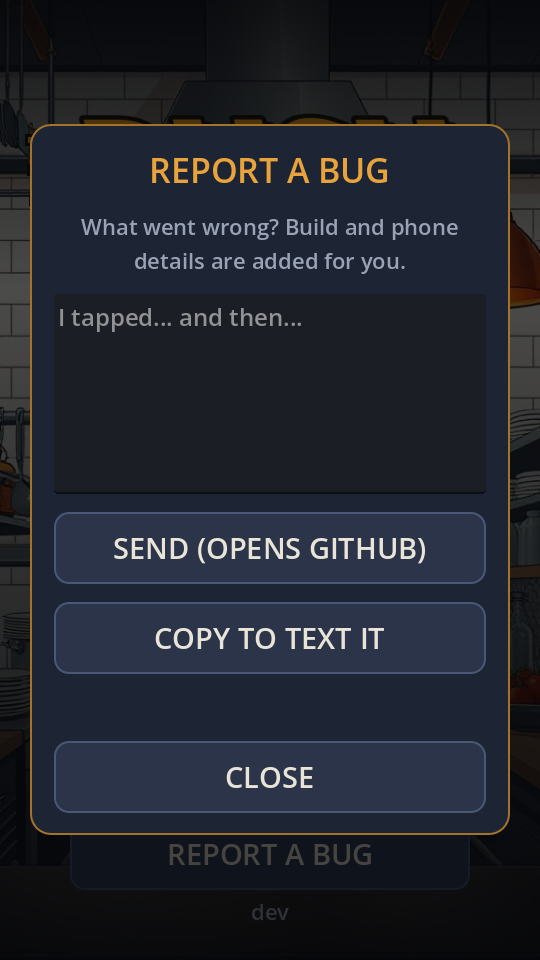 REPORT A BUG
What went wrong? Build and phone
details are added for you.
I tapped... and then...
SEND (OPENS GITHUB)
COPY TO TEXT IT
CLOSE
REPORT A BUG
dev